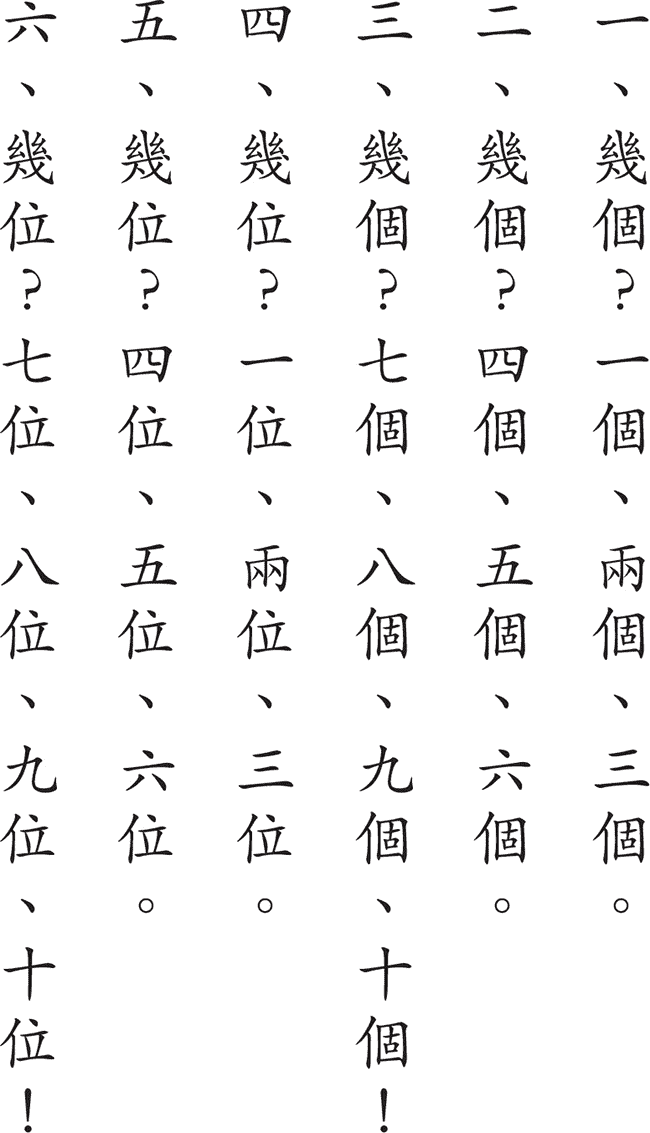 一、幾個？一個、兩個、三個。
二、幾個？四個、五個、六個。
三、幾個？七個、八個、九個、十個！
四、幾位？一位、兩位、三位。
五、幾位？四位、五位、六位。
六、幾位？七位、八位、九位、十位！